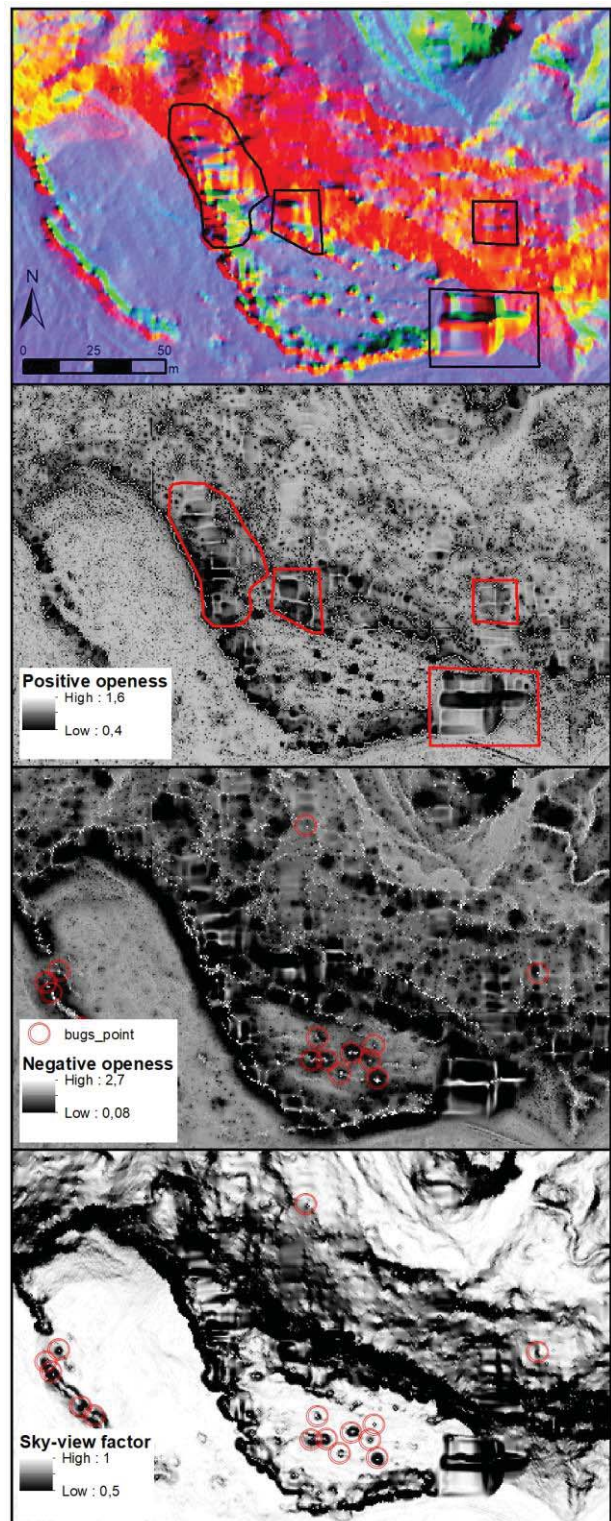 N
0 25 50
m
Positive openess
High : 1,6
Low : 0,4
bugs_point
Negative openess
High : 2,7
Low : 0,08
Sky-view factor
High : 1
Low : 0,5